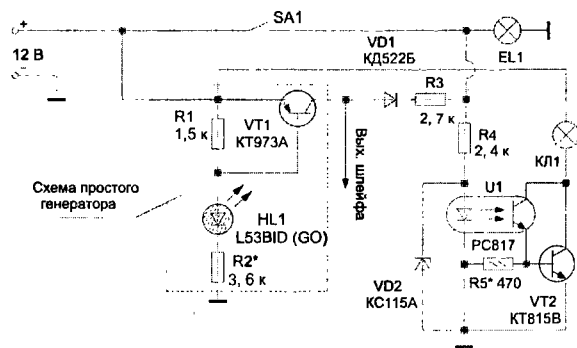 +
12 В
SA1
EL1
VD1
КД522Б
R3
2, 7 к
R1
1,5 к
VT1
КТ973А
R4
2, 4 к
КЛ1
Вых. шлейфа
Схема простого
генератора
HL1
L53BID (GO)
R2*
3, 6 к
U1
PC817
R5* 470
VD2
КС115А
VT2
КТ815В